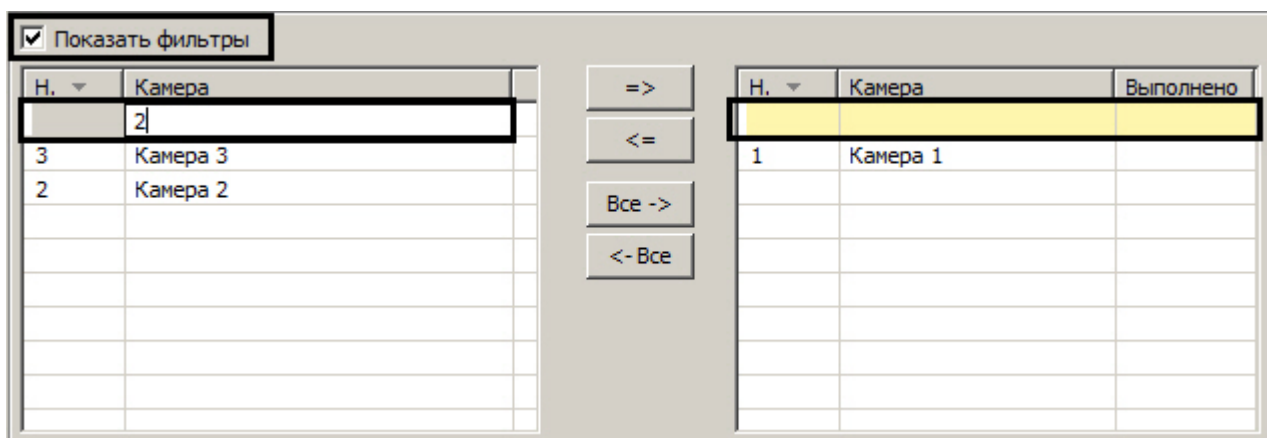 Показать фильтры
Н. Камера
2
3 Камера 3
2 Камера 2
=>
<=
Все ->
<- Все
Н. Камера Выполнено
1 Камера 1